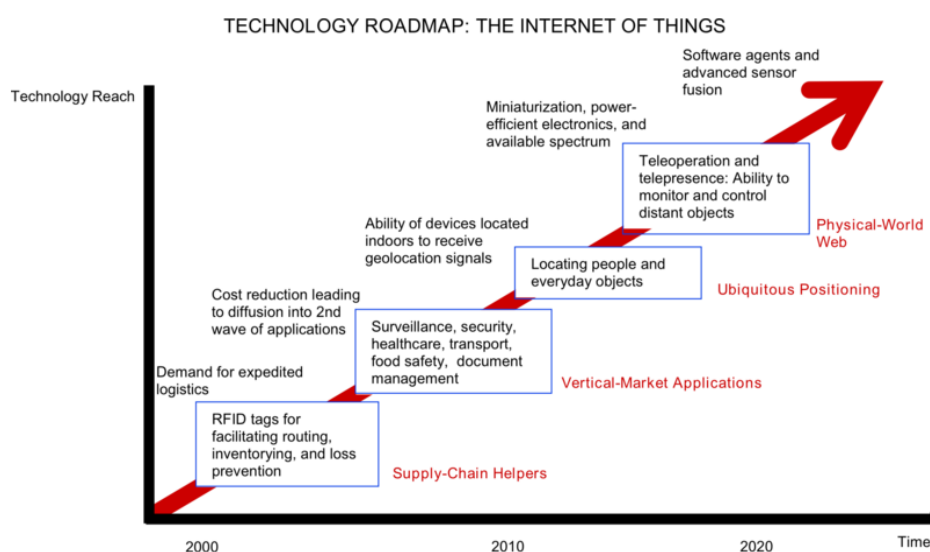 TECHNOLOGY ROADMAP: THE INTERNET OF THINGS
Technology Reach
Software agents and
advanced sensor
fusion
Miniaturization, power-
efficient electronics, and
available spectrum
Teleoperation and
telepresence: Ability to
monitor and control
distant objects
Physical-World
Web
Ability of devices located
indoors to receive
geolocation signals
Locating people and
everyday objects
Ubiquitous Positioning
Cost reduction leading
to diffusion into 2nd
wave of applications
Surveillance, security,
healthcare, transport,
food safety, document
management
Vertical-Market Applications
Demand for expedited
logistics
RFID tags for
facilitating routing,
inventorying, and loss
prevention
Supply-Chain Helpers
2000
2010
2020
Time